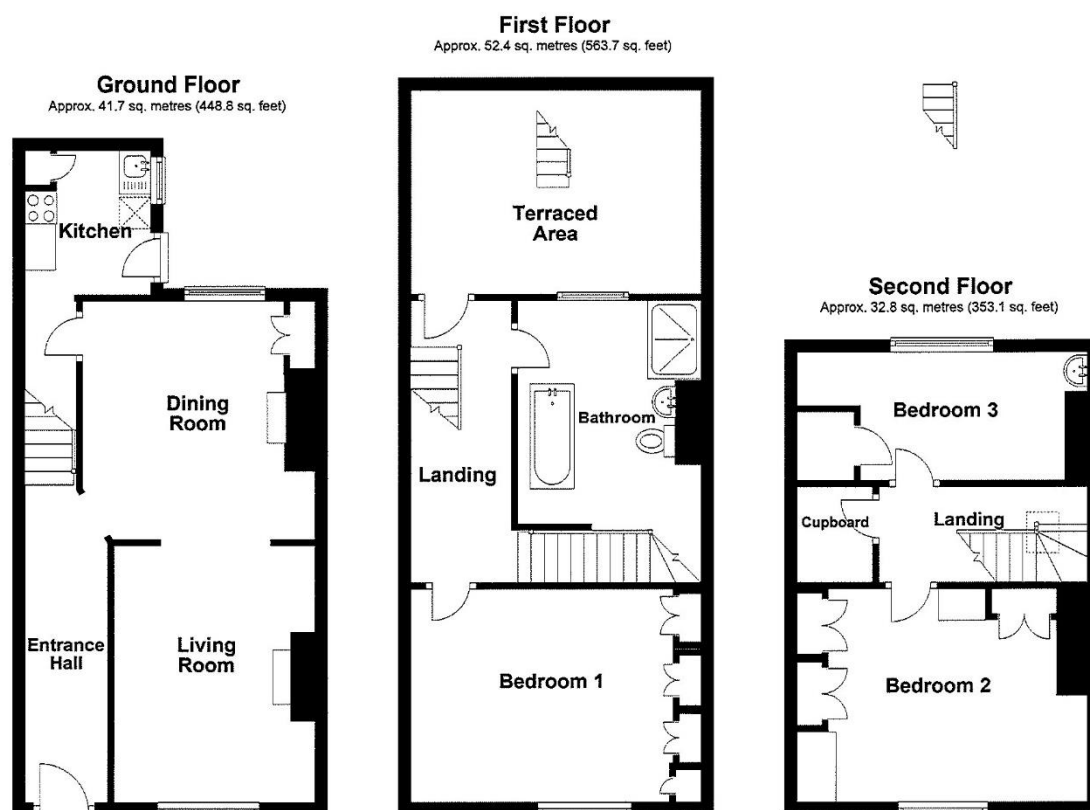 First Floor
Approx. 52.4 sq. metres (563.7 sq. feet)
Ground Floor
Approx. 41.7 sq. metres (448.8 sq. feet)
Kitchen
Dining
Room
Entrance
Hall
Living
Room
Terraced
Area
Bathroom
Landing
Bedroom 1
Second Floor
Approx. 32.8 sq. metres (353.1 sq. feet)
Bedroom 3
Cupboard
Landing
Bedroom 2